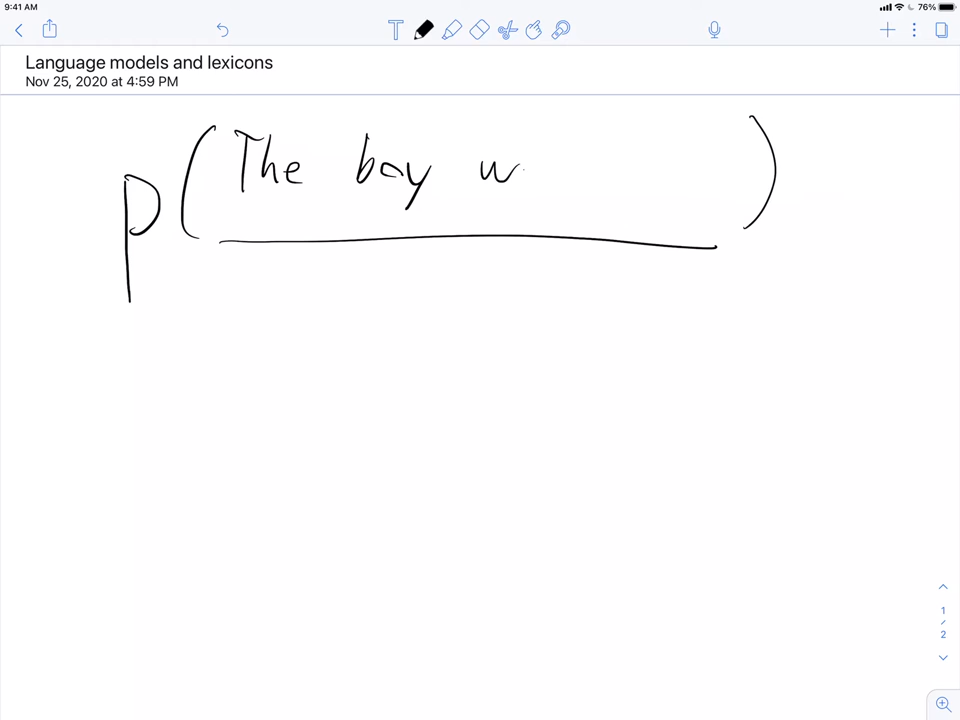 9:41 AM
76%
T
Language models and lexicons
Nov 25, 2020 at 4:59 PM
p(The boy w )
1
/
2